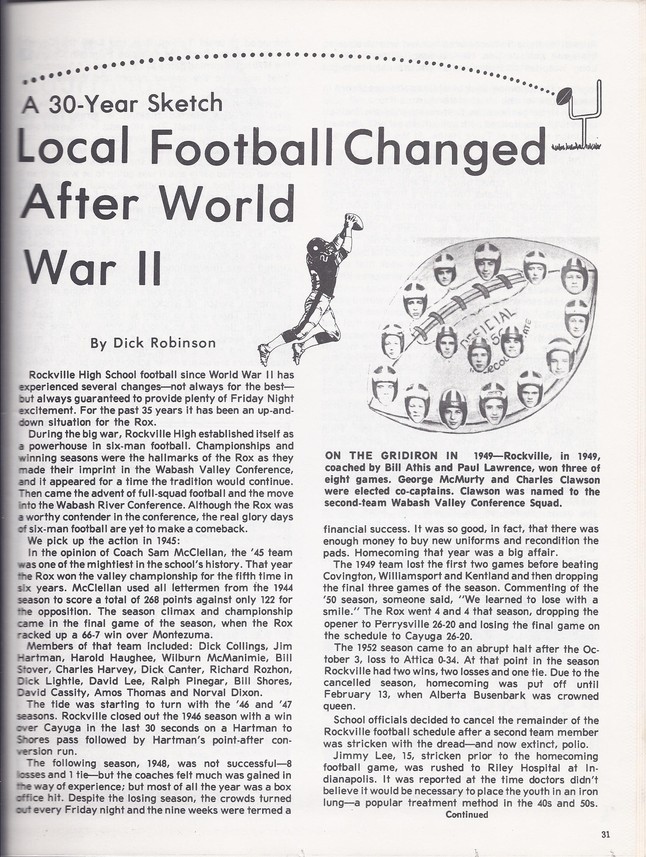 A 30-Year Sketch
Local Football Changed
After World
War II
By Dick Robinson
Rockville High School football since World War II has
experienced several changes—not always for the best—
but always guaranteed to provide plenty of Friday Night
excitement. For the past 35 years it has been an up-and-
down situation for the Rox.
During the big war, Rockville High established itself as
a powerhouse in six-man football. Championships and
winning seasons were the hallmarks of the Rox as they
made their imprint in the Wabash Valley Conference,
and it appeared for a time the tradition would continue.
Then came the advent of full-squad football and the move
into the Wabash River Conference. Although the Rox was
a worthy contender in the conference, the real glory days
of six-man football are yet to make a comeback.
We pick up the action in 1945:
In the opinion of Coach Sam McClellan, the '45 team
was one of the mightiest in the school's history. That year
the Rox won the valley championship for the fifth time in
six years. McClellan used all lettermen from the 1944
season to score a total of 268 points against only 122 for
the opposition. The season climax and championship
came in the final game of the season, when the Rox
racked up a 66-7 win over Montezuma.
Members of that team included: Dick Collings, Jim
Hartman, Harold Haughee, Wilburn McManimie, Bill
Stover, Charles Harvey, Dick Canter, Richard Rozhon,
Dick Lightle, David Lee, Ralph Pinegar, Bill Shores,
David Cassity, Amos Thomas and Norval Dixon.
The tide was starting to turn with the '46 and '47
seasons. Rockville closed out the 1946 season with a win
over Cayuga in the last 30 seconds on a Hartman to
Shores pass followed by Hartman's point-after con-
version run.
The following season, 1948, was not successful—8
losses and 1 tie—but the coaches felt much was gained in
the way of experience; but most of all the year was a box
office hit. Despite the losing season, the crowds turned
out every Friday night and the nine weeks were termed a
OFFICIAL
ON THE GRIDIRON IN 1949—Rockville, in 1949,
coached by Bill Athis and Paul Lawrence, won three of
eight games. George McMurty and Charles Clawson
were elected co-captains. Clawson was named to the
second-team Wabash Valley Conference Squad.
financial success. It was so good, in fact, that there was
enough money to buy new uniforms and recondition the
pads. Homecoming that year was a big affair.
The 1949 team lost the first two games before beating
Covington, Williamsport and Kentland and then dropping
the final three games of the season. Commenting of the
'50 season, someone said, "We learned to lose with a
smile." The Rox went 4 and 4 that season, dropping the
opener to Perrysville 26-20 and losing the final game on
the schedule to Cayuga 26-20.
The 1952 season came to an abrupt halt after the Oc-
tober 3, loss to Attica 0-34. At that point in the season
Rockville had two wins, two losses and one tie. Due to the
cancelled season, homecoming was put off until
February 13, when Alberta Busenbark was crowned
queen.
School officials decided to cancel the remainder of the
Rockville football schedule after a second team member
was stricken with the dread—and now extinct, polio.
Jimmy Lee, 15, stricken prior to the homecoming
football game, was rushed to Riley Hospital at In-
dianapolis. It was reported at the time doctors didn't
believe it would be necessary to place the youth in an iron
lung—a popular treatment method in the 40s and 50s.
Continued
31